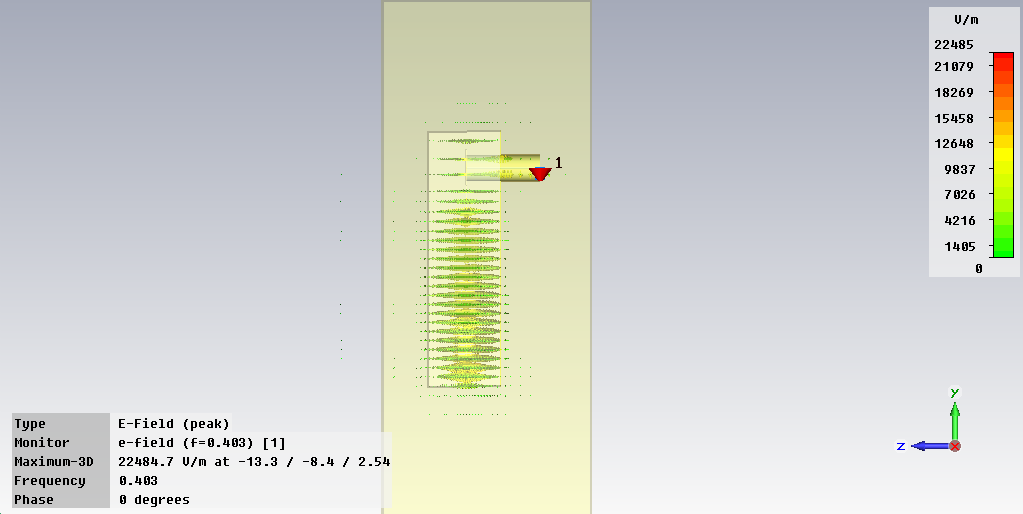 V/m
22485
21079
18269
15458
12648
9837
7026
4216
1405
0
1
y
z
Type E-Field (peak)
Monitor e-field (f=0.403) [1]
Maximum-3D 22484.7 V/m at -13.3 / -8.4 / 2.54
Frequency 0.403
Phase 0 degrees